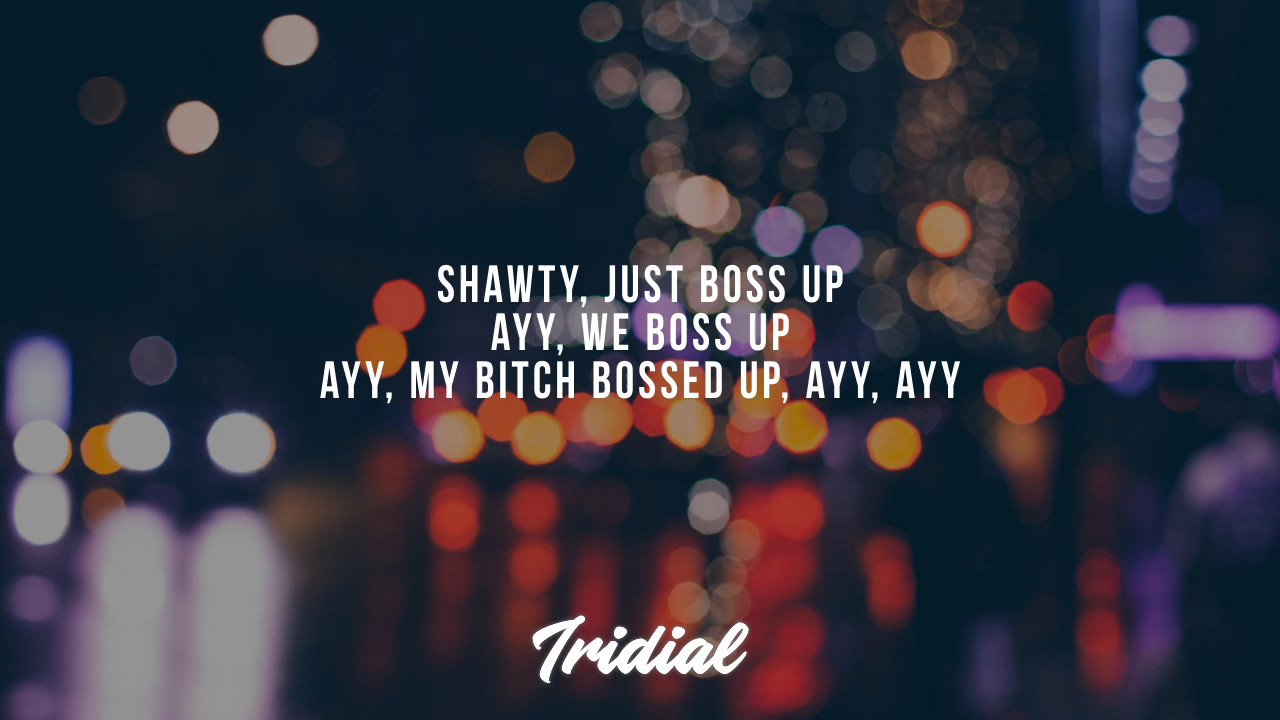 SHAWTY, JUST BOSS UP
AYY, WE BOSS UP
AYY, MY BITCH BOSSED UP, AYY, AYY
Tridial